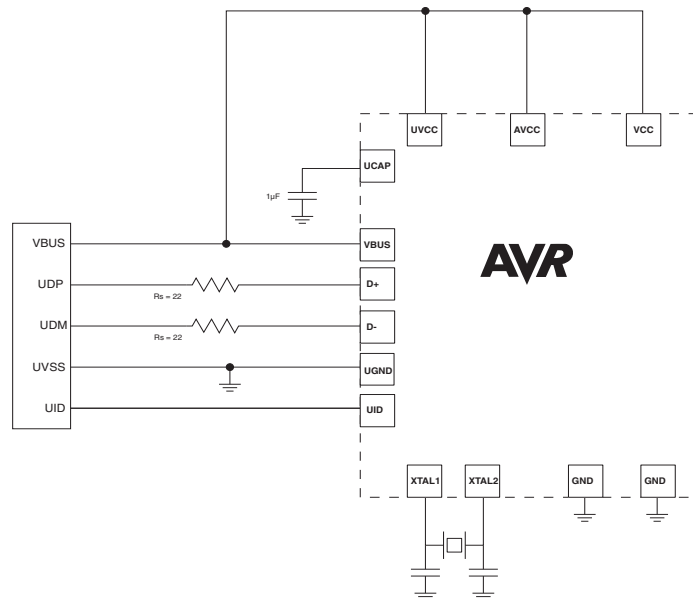 UVCC
AVCC
VCC
UCAP
1µF
VBUS
VBUS
AVR
UDP
D+
Rs = 22
UDM
D-
Rs = 22
UVSS
UGND
UID
UID
XTAL1
XTAL2
GND
GND